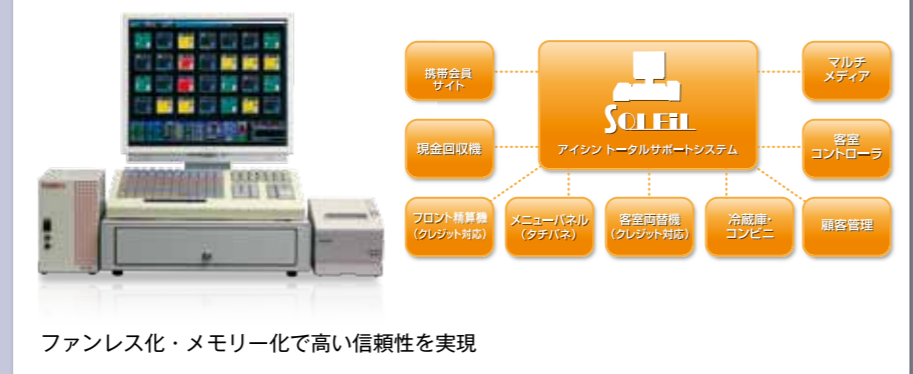 携帯会員
サイト
SOLEiL
アイシン トータルサポートシステム
マルチ
メディア
現金回収機
客室
コントローラ
フロント精算機
(クレジット対応)
メニューパネル
(タチパネ)
客室両替機
(クレジット対応)
冷蔵庫・
コンビニ
顧客管理
ファンレス化・メモリー化で高い信頼性を実現